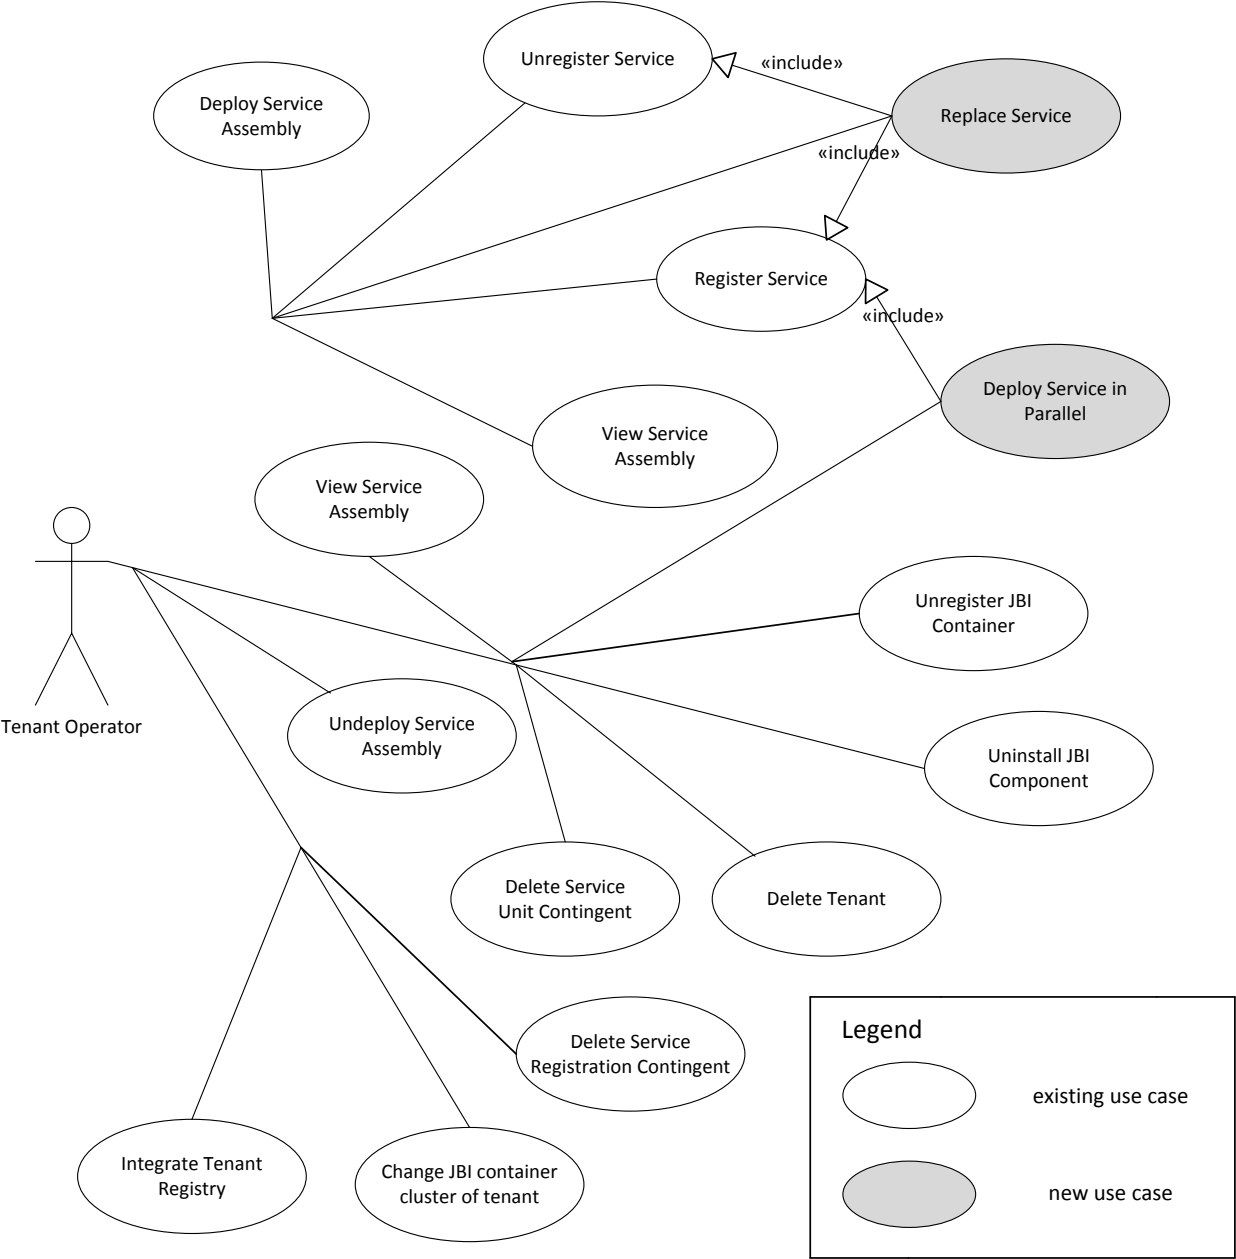 Unregister Service
«include»
Deploy Service
Assembly
Replace Service
«include»
Register Service
«include»
Deploy Service in
Parallel
View Service
Assembly
View Service
Assembly
Unregister JBI
Container
Tenant Operator
Undeploy Service
Assembly
Uninstall JBI
Component
Delete Service
Unit Contingent
Delete Tenant
Delete Service
Registration Contingent
Integrate Tenant
Registry
Change JBI container
cluster of tenant
Legend
existing use case
new use case